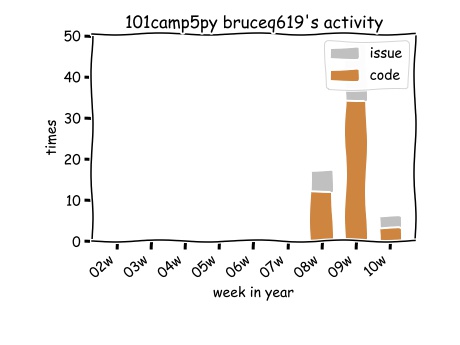 101camp5py bruceq619's activity
issue
code
50
40
30
20
10
0
times
02w 03w 04w 05w 06w 07w 08w 09w 10w
week in year